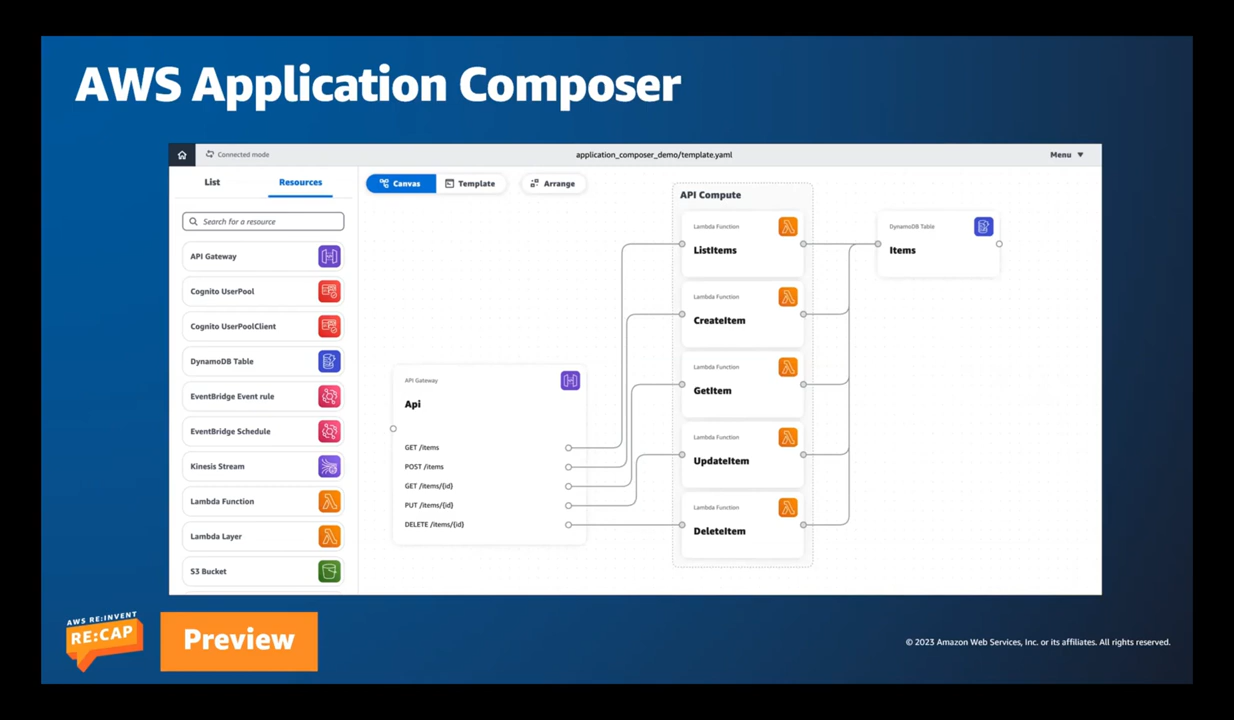 AWS Application Composer
Connected mode
application_composer_demo/template.yaml
Menu
List
Resources
Search for a resource
API Gateway
Cognito UserPool
Cognito UserPoolClient
DynamoDB Table
EventBridge Event rule
EventBridge Schedule
Kinesis Stream
Lambda Function
Lambda Layer
S3 Bucket
Canvas
Template
Arrange
API Gateway
Api
GET /items
POST /items
GET /items/{id}
PUT /items/{id}
DELETE /items/{id}
API Compute
Lambda Function
ListItems
Lambda Function
CreateItem
Lambda Function
GetItem
Lambda Function
UpdateItem
Lambda Function
DeleteItem
DynamoDB Table
Items
AWS RE:INVENT
RE:CAP
Preview
© 2023 Amazon Web Services, Inc. or its affiliates. All rights reserved.